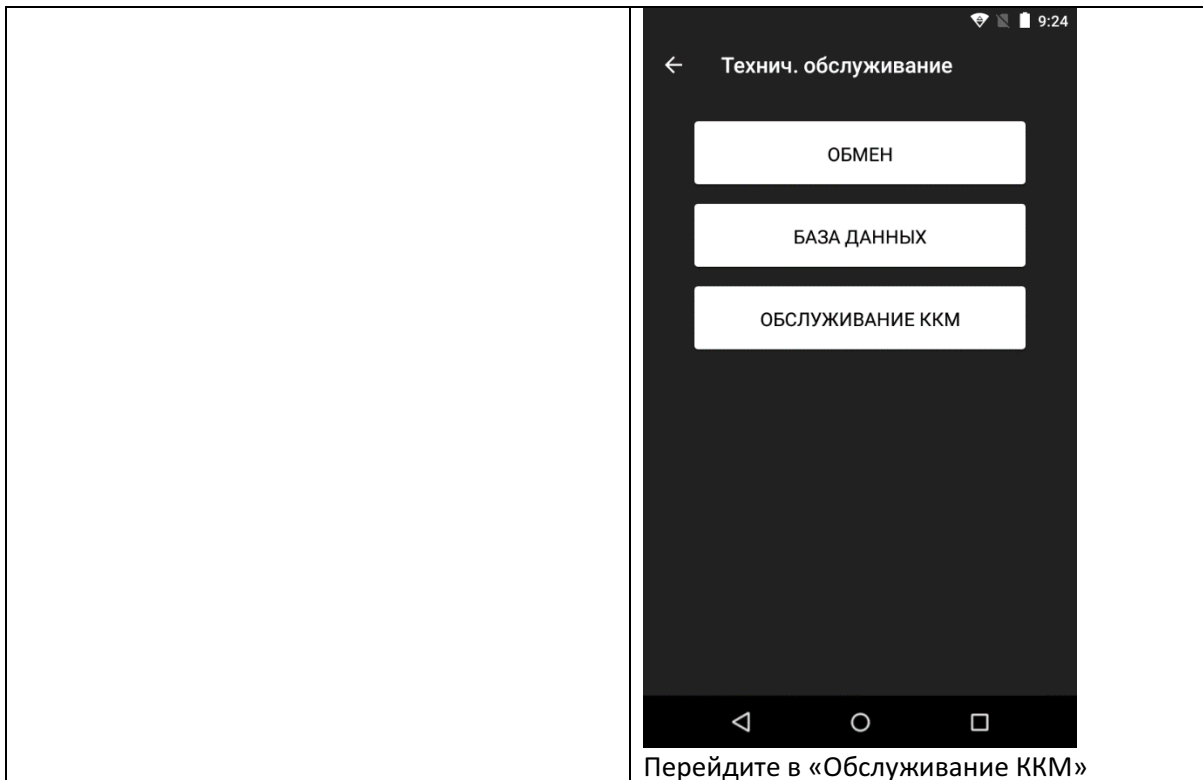 9:24
Технич. обслуживание
ОБМЕН
БАЗА ДАННЫХ
ОБСЛУЖИВАНИЕ ККМ
Перейдите в «Обслуживание ККМ»